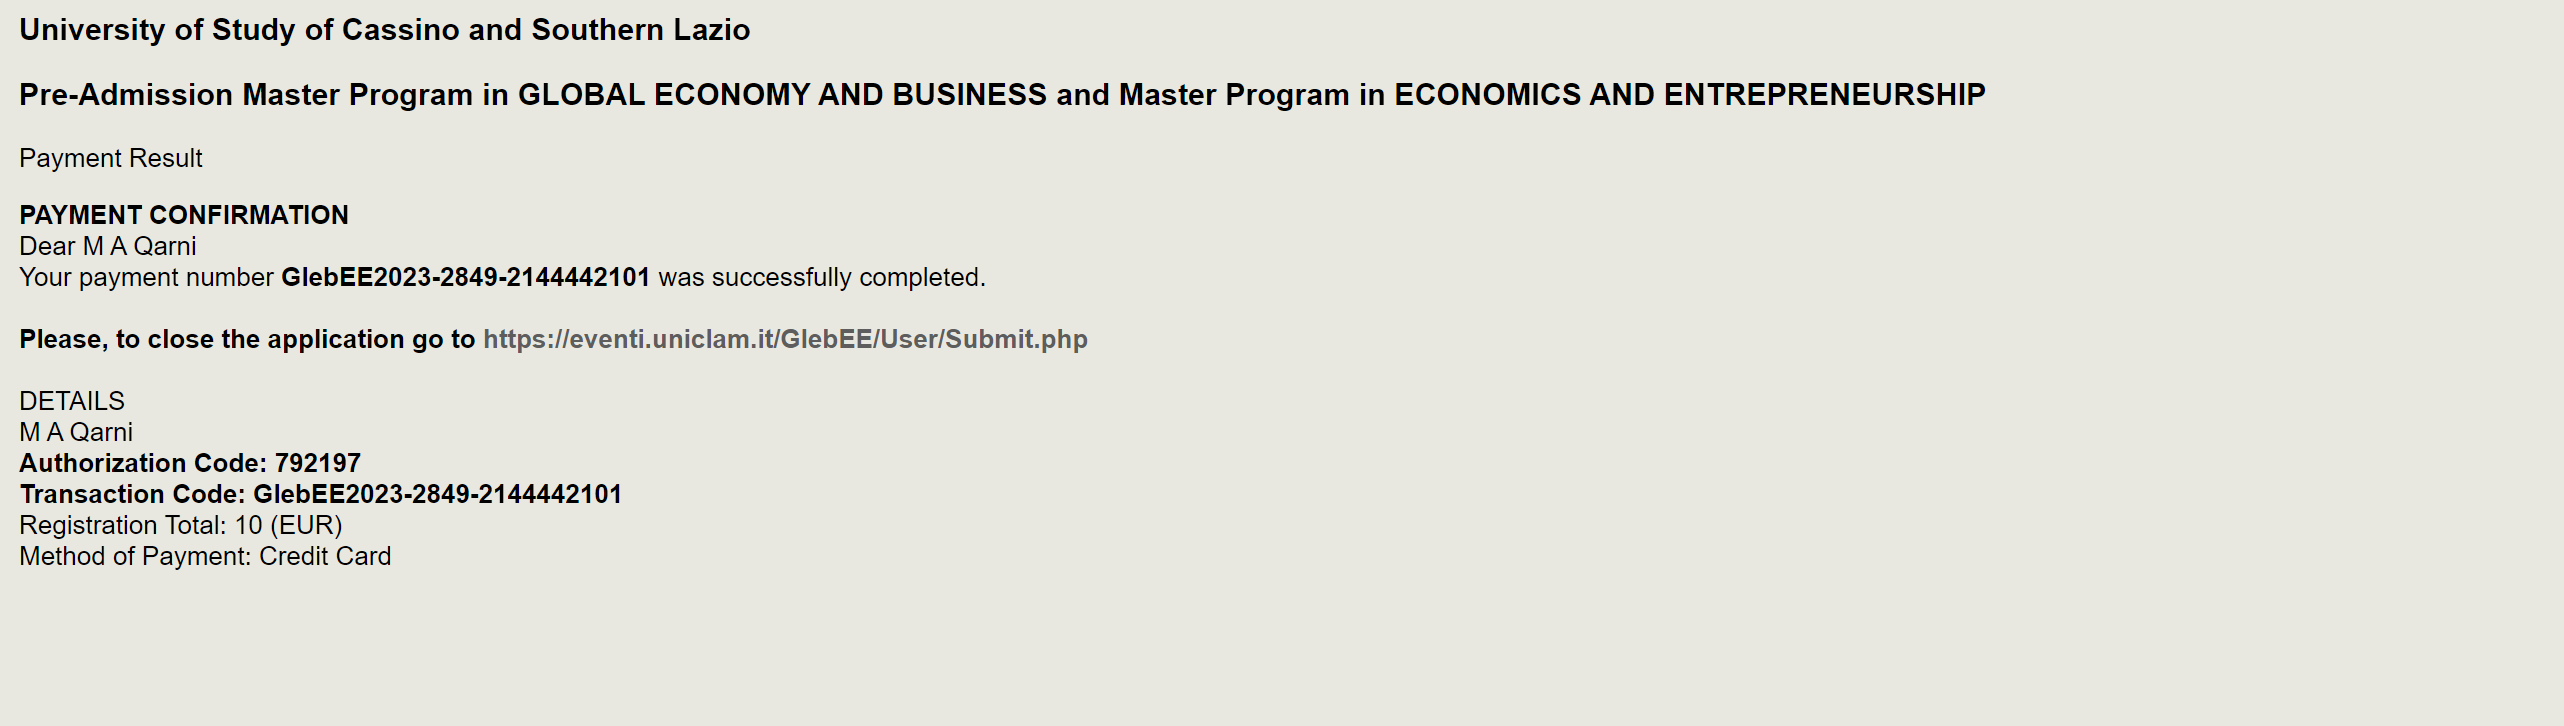 University of Study of Cassino and Southern Lazio
Pre-Admission Master Program in GLOBAL ECONOMY AND BUSINESS and Master Program in ECONOMICS AND ENTREPRENEURSHIP
Payment Result
PAYMENT CONFIRMATION
Dear M A Qarni
Your payment number GlebEE2023-2849-2144442101 was successfully completed.
Please, to close the application go to https://eventi.uniclam.it/GlebEE/User/Submit.php
DETAILS
M A Qarni
Authorization Code: 792197
Transaction Code: GlebEE2023-2849-2144442101
Registration Total: 10 (EUR)
Method of Payment: Credit Card